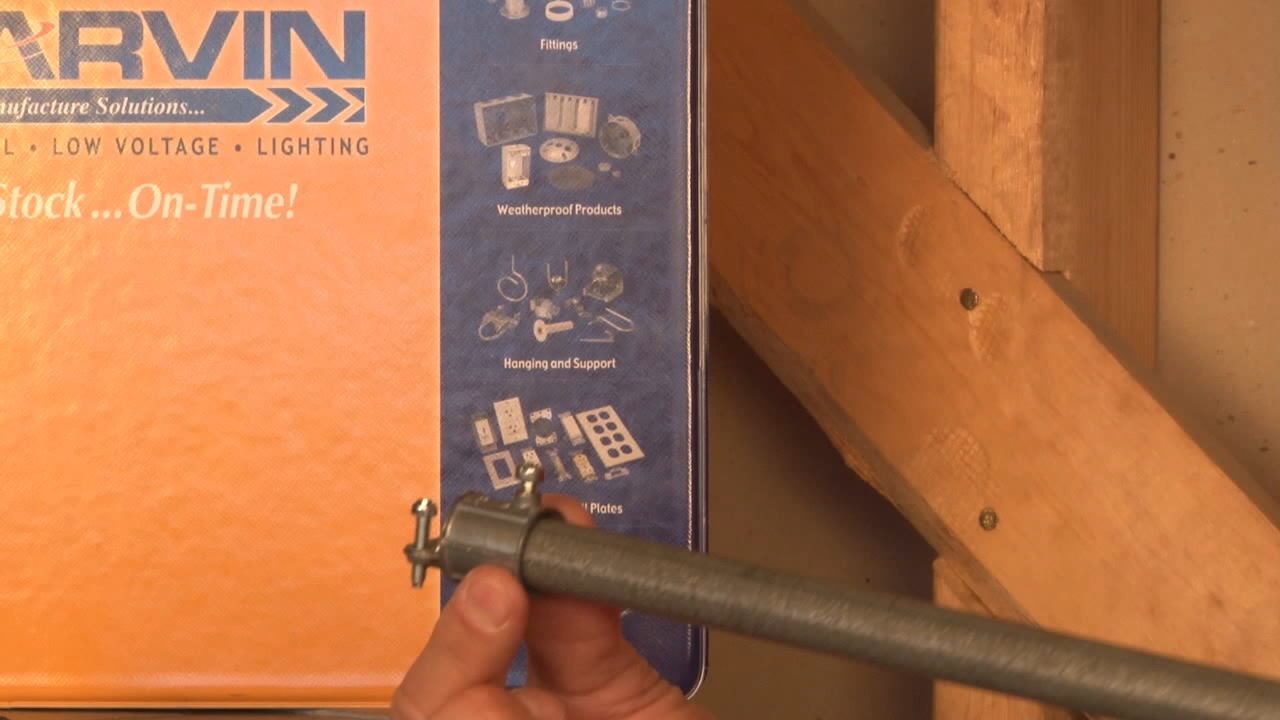 ARVIN
nufacture Solutions...
L • LOW VOLTAGE • LIGHTING
Stock ... On-Time!
Fittings
Weatherproof Products
Hanging and Support
Plates